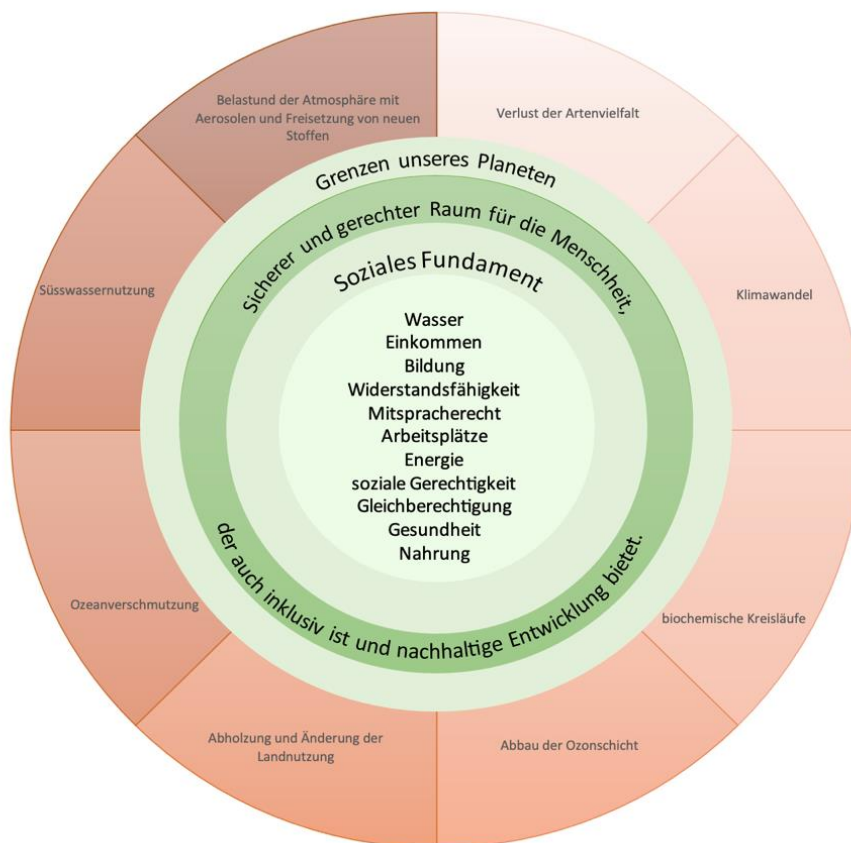 Belastund der Atmosphäre mit
Aerosolen und Freisetzung von neuen
Stoffen
Verlust der Artenvielfalt
Klimawandel
biochemische Kreisläufe
Abbau der Ozonschicht
Abholzung und Änderung der
Landnutzung
Ozeanverschmutzung
Süsswassernutzung
Grenzen unseres Planeten
Sicherer und gerechter Raum für die Menschheit,
der auch inklusiv ist und nachhaltige Entwicklung bietet.
Soziales Fundament
Wasser
Einkommen
Bildung
Widerstandsfähigkeit
Mitspracherecht
Arbeitsplätze
Energie
soziale Gerechtigkeit
Gleichberechtigung
Gesundheit
Nahrung